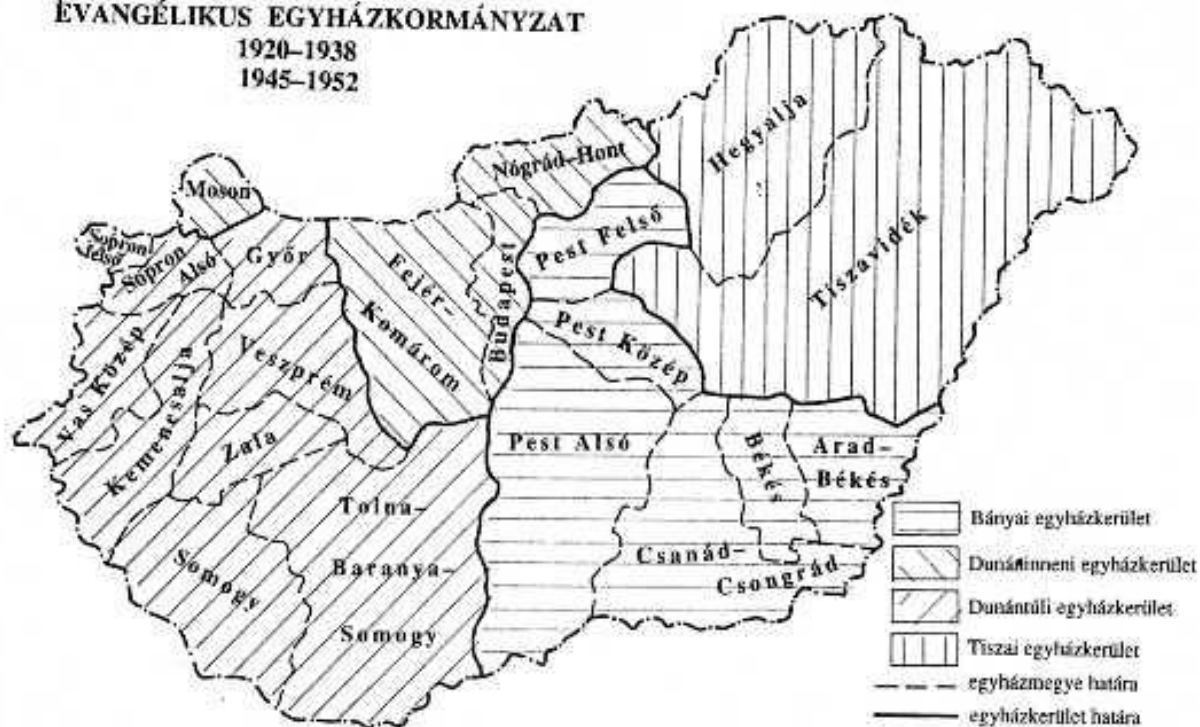 EVANGÉLIKUS EGYHÁZKORMÁNYZAT
1920–1938
1945–1952
Nógrád–Hont
Hegyalja
Moson
Pest Felső
Sopron
felső
Sopron
Alsó
Győr
Fejér–
Komárom
Budapest
Tiszavidék
Pest Közép
Vas Közép
Kemenesalja
Veszprém
Zala
Pest Alsó
Békés
Arad–
Békés
Tolna–
Baranya–
Somogy
Somogy
Csanád–
Csongrád
Bányai egyházkerület
Dunáninneni egyházkerület
Dunántúli egyházkerület
Tiszai egyházkerület
egyházmegye határa
egyházkerület határa